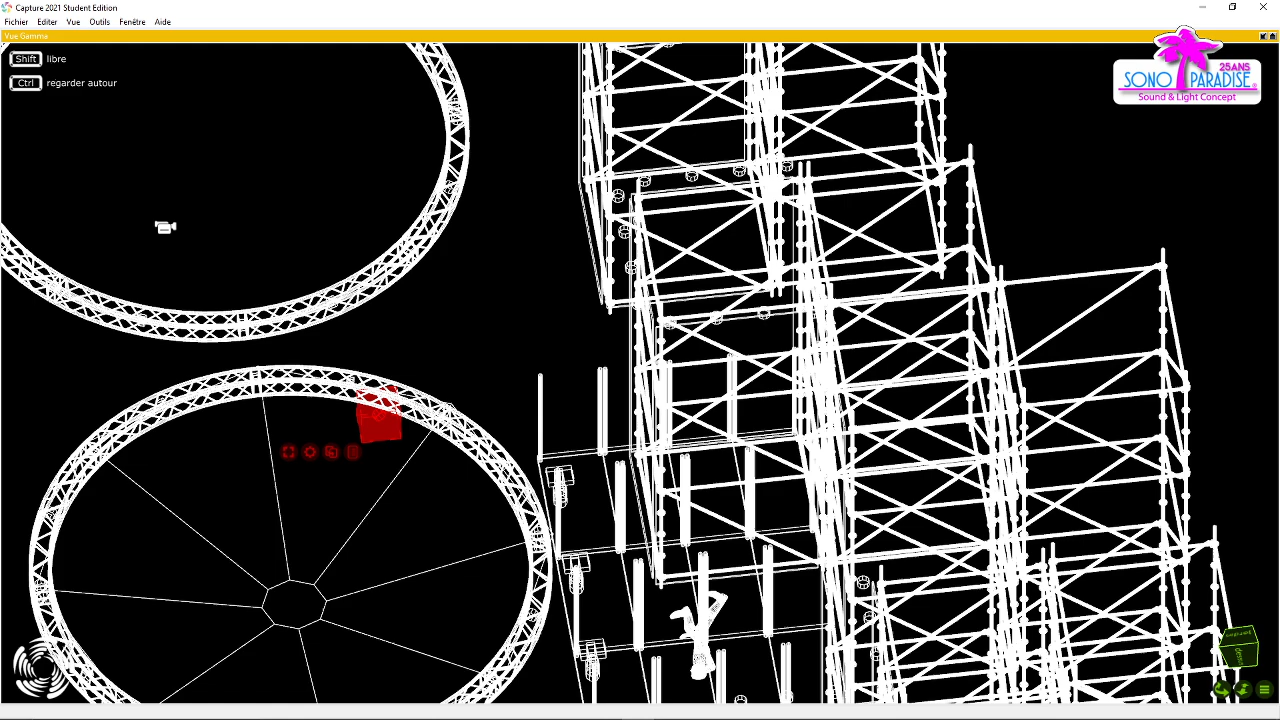 Capture 2021 Student Edition
Fichier Editer Vue Outils Fenêtre Aide
Vue Gamma
Shift libre
Ctrl regarder autour
25ANS
SONO PARADISE®
Sound & Light Concept